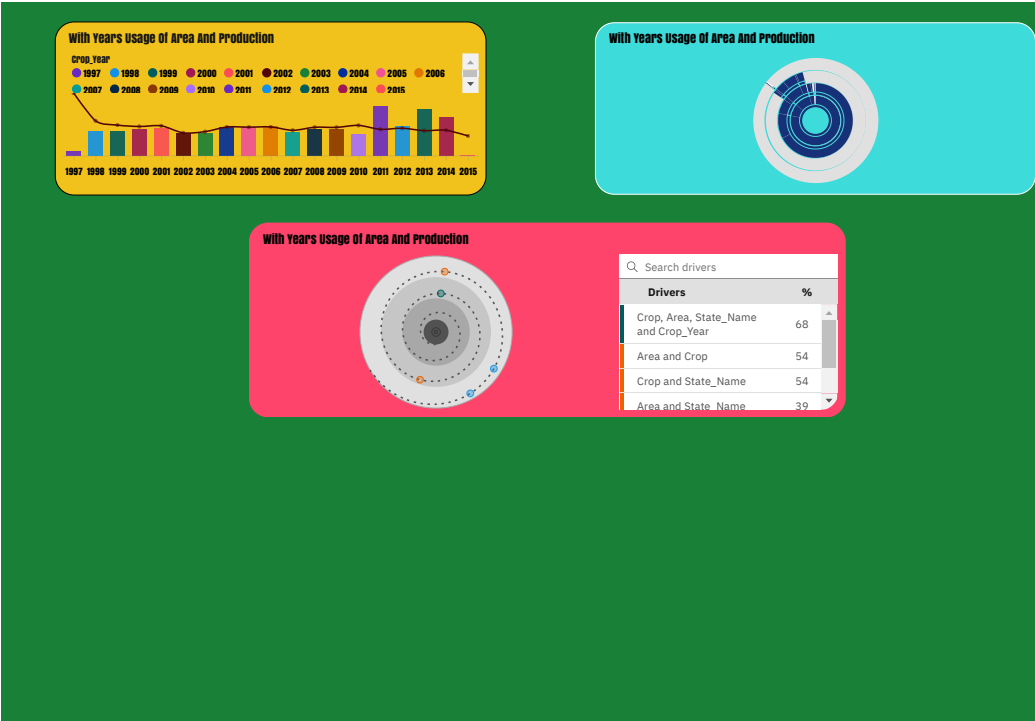 With Years Usage Of Area And Production
Crop_Year
1997 1998 1999 2000 2001 2002 2003 2004 2005 2006
2007 2008 2009 2010 2011 2012 2013 2014 2015
1997 1998 1999 2000 2001 2002 2003 2004 2005 2006 2007 2008 2009 2010 2011 2012 2013 2014 2015
With Years Usage Of Area And Production
With Years Usage Of Area And Production
Search drivers
Drivers %
Crop, Area, State_Name
and Crop_Year 68
Area and Crop 54
Crop and State_Name 54
Area and State_Name 39